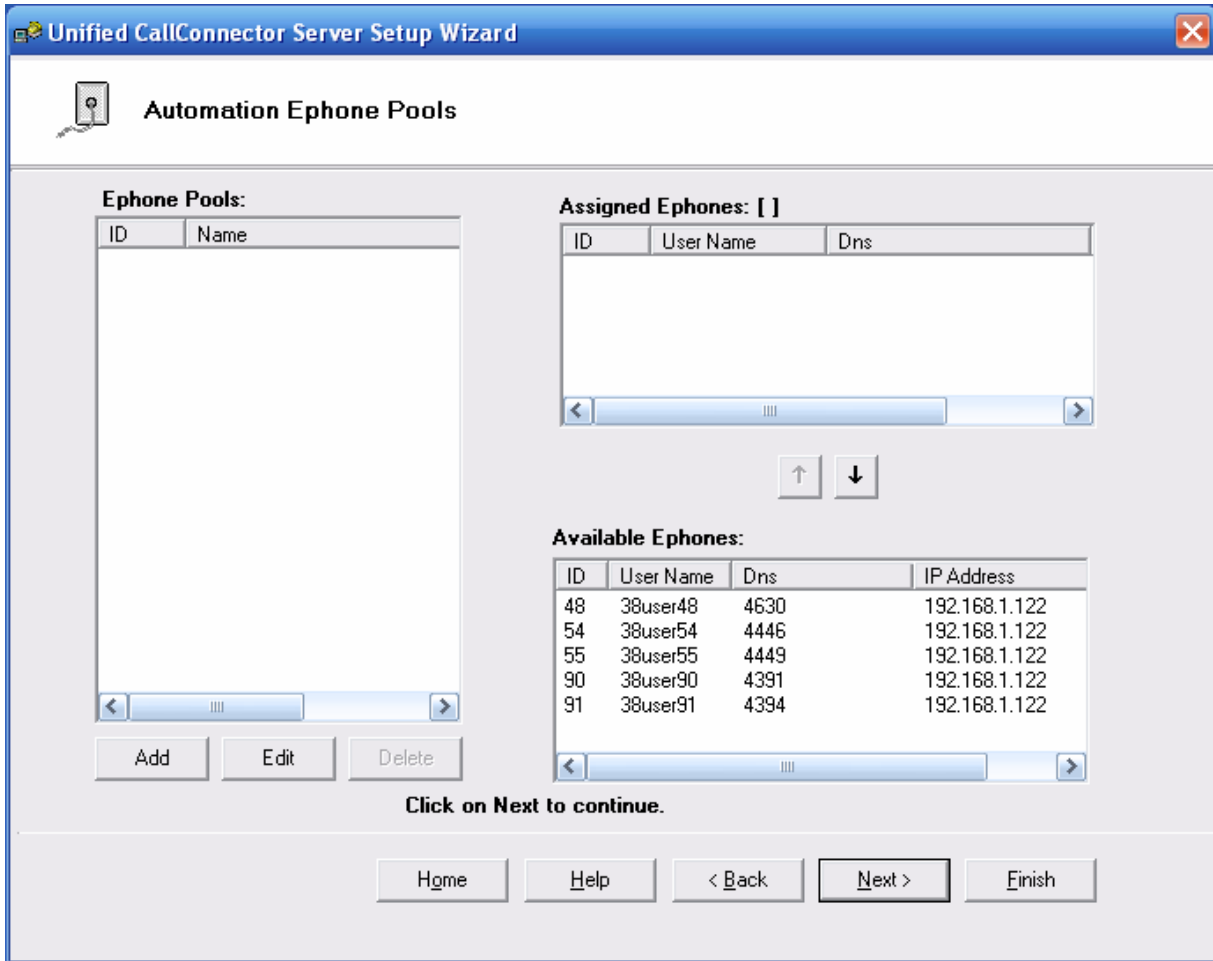 Unified CallConnector Server Setup Wizard
Automation Ephone Pools
Ephone Pools:
ID Name
Add Edit Delete
Assigned Ephones: [ ]
ID User Name Dns
↑ ↓
Available Ephones:
ID User Name Dns IP Address
48 38user48 4630 192.168.1.122
54 38user54 4446 192.168.1.122
55 38user55 4449 192.168.1.122
90 38user90 4391 192.168.1.122
91 38user91 4394 192.168.1.122
Click on Next to continue.
Home Help < Back Next > Finish